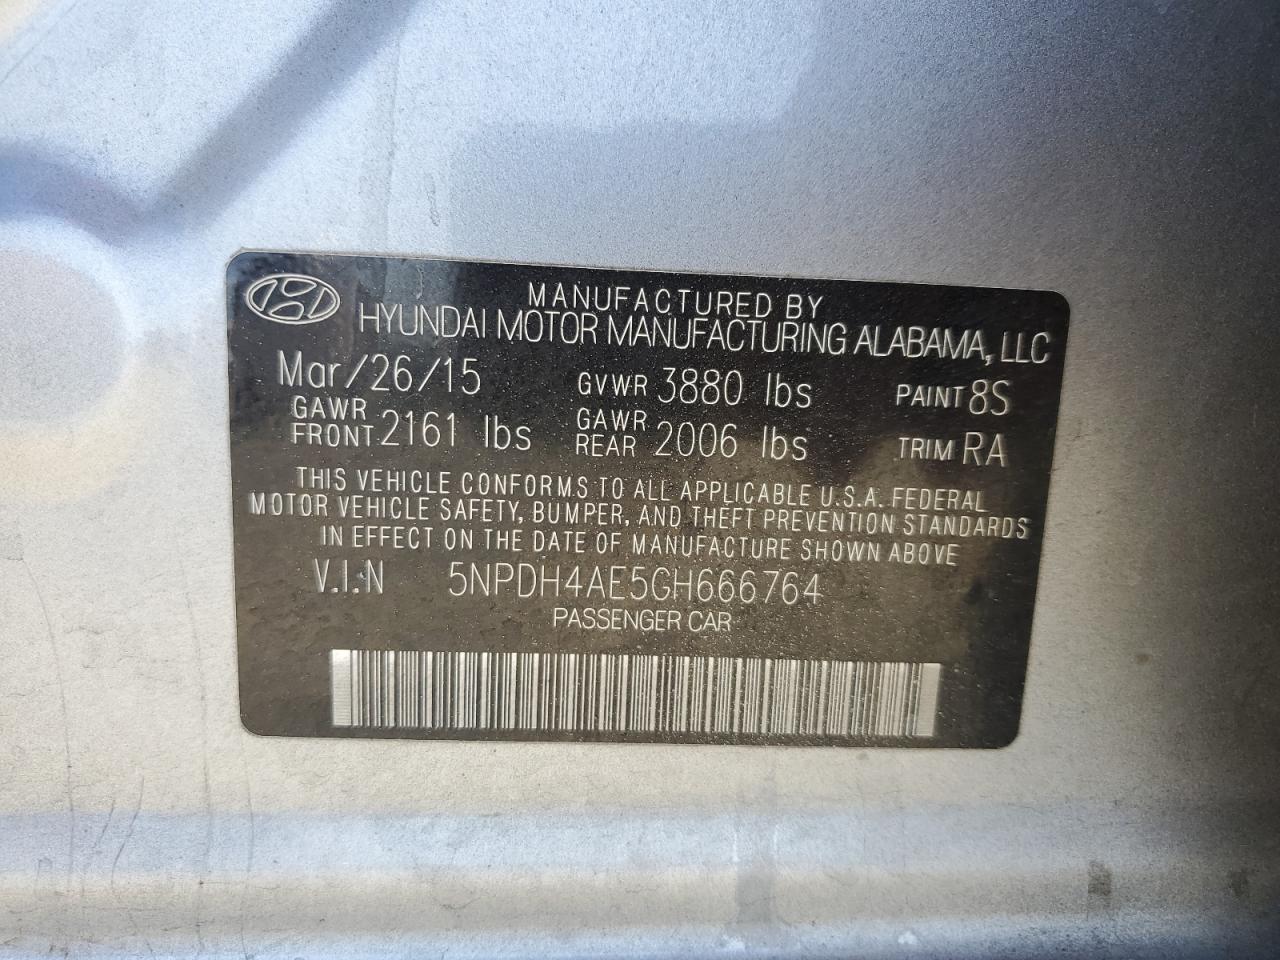 MANUFACTURED BY
HYUNDAI MOTOR MANUFACTURING ALABAMA, LLC
Mar/26/15 GVWR 3880 lbs PAINT 8S
GAWR FRONT 2161 lbs GAWR REAR 2006 lbs TRIM RA
THIS VEHICLE CONFORMS TO ALL APPLICABLE U.S.A. FEDERAL
MOTOR VEHICLE SAFETY, BUMPER, AND THEFT PREVENTION STANDARDS
IN EFFECT ON THE DATE OF MANUFACTURE SHOWN ABOVE
V.I.N 5NPDH4AE5GH666764
PASSENGER CAR